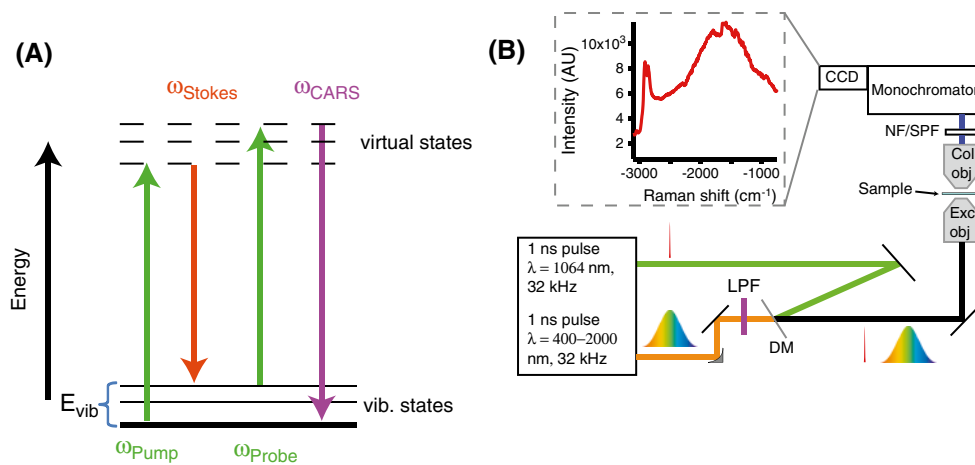 (A)
ωStokes
ωCARS
virtual states
Energy
Evib
vib. states
ωPump
ωProbe
(B)
Intensity (AU)
10x10³
8
6
4
2
-3000
-2000
-1000
Raman shift (cm⁻¹)
CCD
Monochromator
NF/SPF
Col
obj
Sample
Exc
obj
1 ns pulse
λ = 1064 nm,
32 kHz
1 ns pulse
λ = 400–2000
nm, 32 kHz
LPF
DM